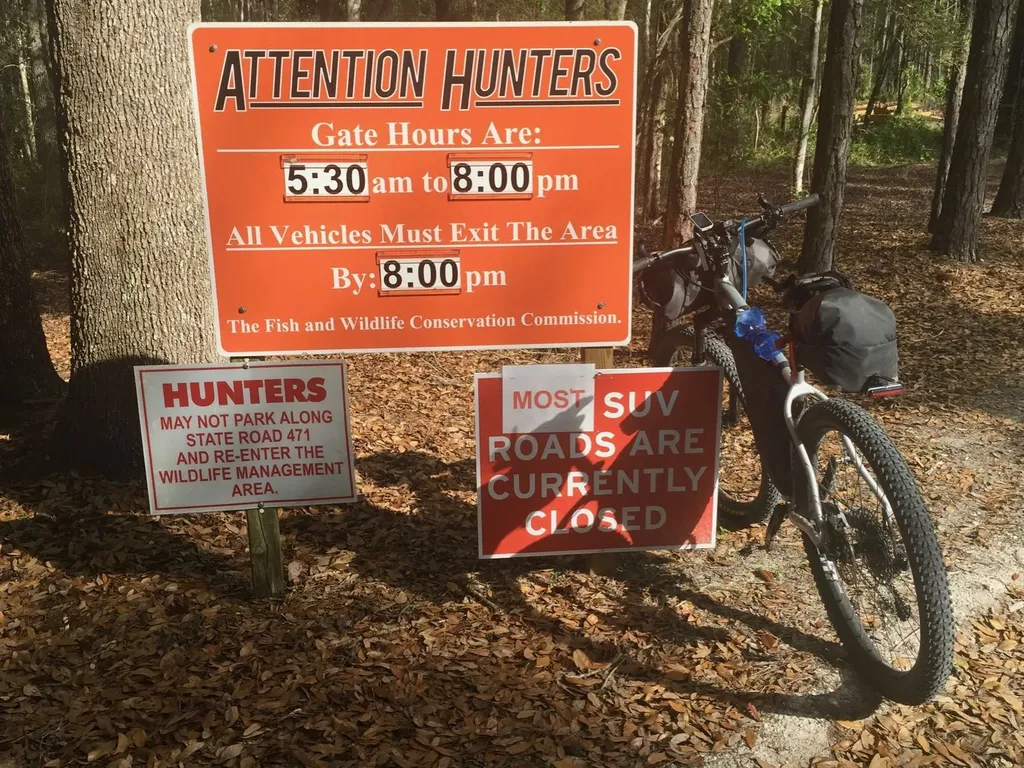 ATTENTION HUNTERS
Gate Hours Are:
5:30 am to 8:00 pm
All Vehicles Must Exit The Area
By: 8:00 pm
The Fish and Wildlife Conservation Commission.
HUNTERS
MAY NOT PARK ALONG
STATE ROAD 471
AND RE-ENTER THE
WILDLIFE MANAGEMENT
AREA.
MOST SUV
ROADS ARE
CURRENTLY
CLOSED